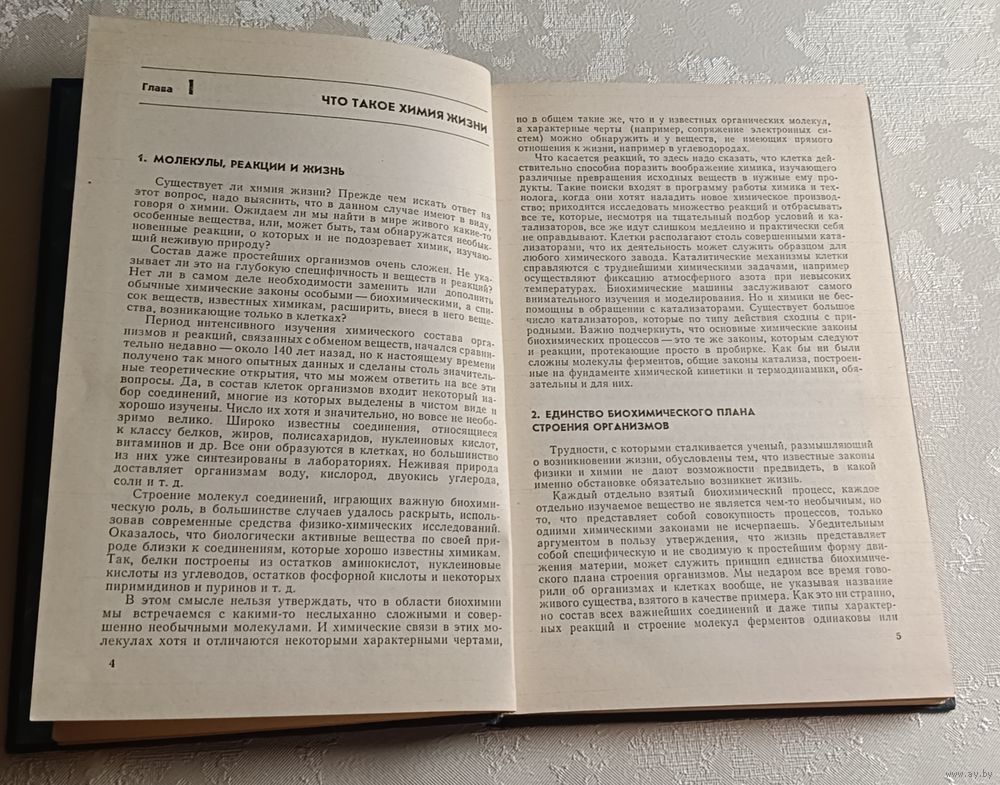 Глава 1
ЧТО ТАКОЕ ХИМИЯ ЖИЗНИ
1. МОЛЕКУЛЫ, РЕАКЦИИ И ЖИЗНЬ
Существует ли химия жизни? Прежде чем искать ответ на
этот вопрос, надо выяснить, что в данном случае имеют в виду,
говоря о химии. Ожидаем ли мы найти в мире живого какие-то
особенные вещества, или, может быть, там обнаружатся необык-
новенные реакции, о которых и не подозревает химик, изучаю-
щий неживую природу?
Состав даже простейших организмов очень сложен. Не ука-
зывает ли это на глубокую специфичность и веществ и реакций?
Нет ли в самом деле необходимости заменить или дополнить
обычные химические законы особыми — биохимическими, а спи-
сок веществ, известных химикам, расширить, внеся в него веще-
ства, возникающие только в клетках?
Период интенсивного изучения химического состава орга-
низмов и реакций, связанных с обменом веществ, начался сравни-
тельно недавно — около 140 лет назад, но к настоящему времени
получено так много опытных данных и сделаны столь значитель-
ные теоретические открытия, что мы можем ответить на все эти
вопросы. Да, в состав клеток организмов входит некоторый на-
бор соединений, многие из которых выделены в чистом виде и
хорошо изучены. Число их хотя и значительно, но вовсе не необо-
зримо велико. Широко известны соединения, относящиеся
к классу белков, жиров, полисахаридов, нуклеиновых кислот,
витаминов и др. Все они образуются в клетках, но большинство
из них уже синтезированы в лабораториях. Неживая природа
доставляет организмам воду, кислород, двуокись углерода,
соли и т. д.
Строение молекул соединений, играющих важную биохими-
ческую роль, в большинстве случаев удалось раскрыть, исполь-
зовав современные средства физико-химических исследований.
Оказалось, что биологически активные вещества по своей при-
роде близки к соединениям, которые хорошо известны химикам.
Так, белки построены из остатков аминокислот, нуклеиновые
кислоты из углеводов, остатков фосфорной кислоты и некоторых
пиримидинов и пуринов и т. д.
В этом смысле нельзя утверждать, что в области биохимии
мы встречаемся с какими-то неслыханно сложными и совер-
шенно необычными молекулами. И химические связи в этих мо-
лекулах хотя и отличаются некоторыми характерными чертами,
4
но в общем такие же, что и у известных органических молекул,
а характерные черты (например, сопряжение электронных си-
стем) можно обнаружить и у веществ, не имеющих прямого
отношения к жизни, например в углеводородах.
Что касается реакций, то здесь надо сказать, что клетка дей-
ствительно способна поразить воображение химика, изучающего
различные превращения исходных веществ в нужные ему про-
дукты. Такие поиски входят в программу работы химика и тех-
нолога, когда они хотят наладить новое химическое производ-
ство; приходится исследовать множество реакций и отбрасывать
все те, которые, несмотря на тщательный подбор условий и ка-
тализаторов, все же идут слишком медленно и практически себя
не оправдывают. Клетки располагают столь совершенными ката-
лизаторами, что их деятельность может служить образцом для
любого химического завода. Каталитические механизмы клетки
справляются с труднейшими химическими задачами, например
осуществляют фиксацию атмосферного азота при невысоких
температурах. Биохимические машины заслуживают самого
внимательного изучения и моделирования. Но и химики не бес-
помощны в обращении с катализаторами. Существует большое
число катализаторов, которые по типу действия сходны с при-
родными. Важно подчеркнуть, что основные химические законы
биохимических процессов — это те же законы, которым следуют
и реакции, протекающие просто в пробирке. Как бы ни были
сложны молекулы ферментов, общие законы катализа, построен-
ные на фундаменте химической кинетики и термодинамики, обя-
зательны и для них.
2. ЕДИНСТВО БИОХИМИЧЕСКОГО ПЛАНА
СТРОЕНИЯ ОРГАНИЗМОВ
Трудности, с которыми сталкивается ученый, размышляющий
о возникновении жизни, обусловлены тем, что известные законы
физики и химии не дают возможности предвидеть, в какой
именно обстановке обязательно возникнет жизнь.
Каждый отдельно взятый биохимический процесс, каждое
отдельно изучаемое вещество не является чем-то необычным, но
то, что представляет собой совокупность процессов, только
одними химическими законами не исчерпаешь. Убедительным
аргументом в пользу утверждения, что жизнь представляет
собой специфическую и не сводимую к простейшим форму дви-
жения материи, может служить принцип единства биохимиче-
ского плана строения организмов. Мы недаром все время гово-
рили об организмах и клетках вообще, не указывая название
живого существа, взятого в качестве примера. Как это ни странно,
но состав всех важнейших соединений и даже типы характер-
ных реакций и строение молекул ферментов одинаковы или
5
www.ay.by